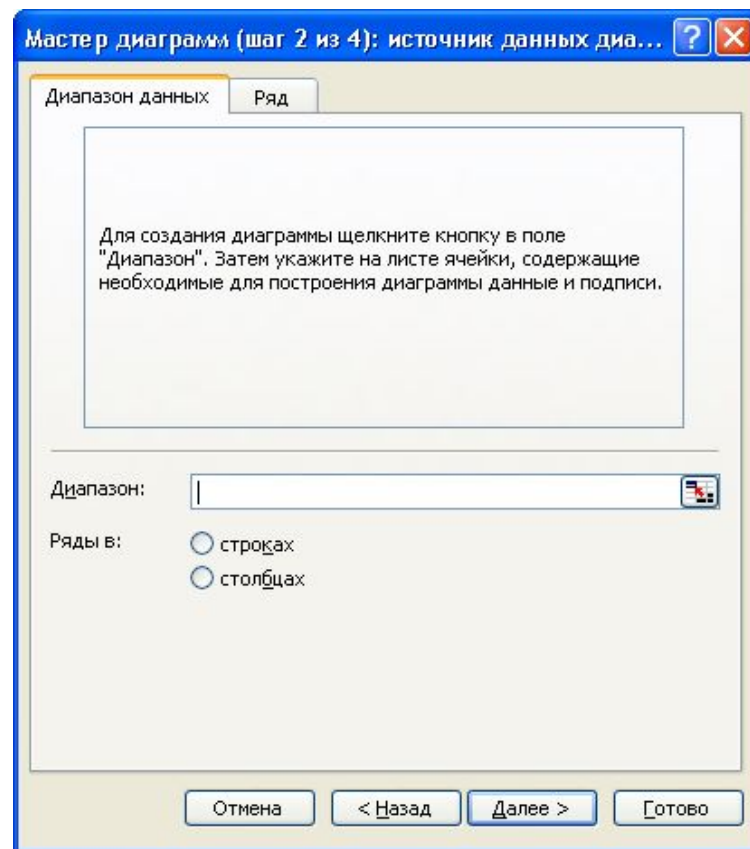 Мастер диаграмм (шаг 2 из 4): источник данных диа...
Диапазон данных
Ряд
Для создания диаграммы щелкните кнопку в поле
"Диапазон". Затем укажите на листе ячейки, содержащие
необходимые для построения диаграммы данные и подписи.
Диапазон:
Ряды в:
строках
столбцах
Отмена
< Назад
Далее >
Готово